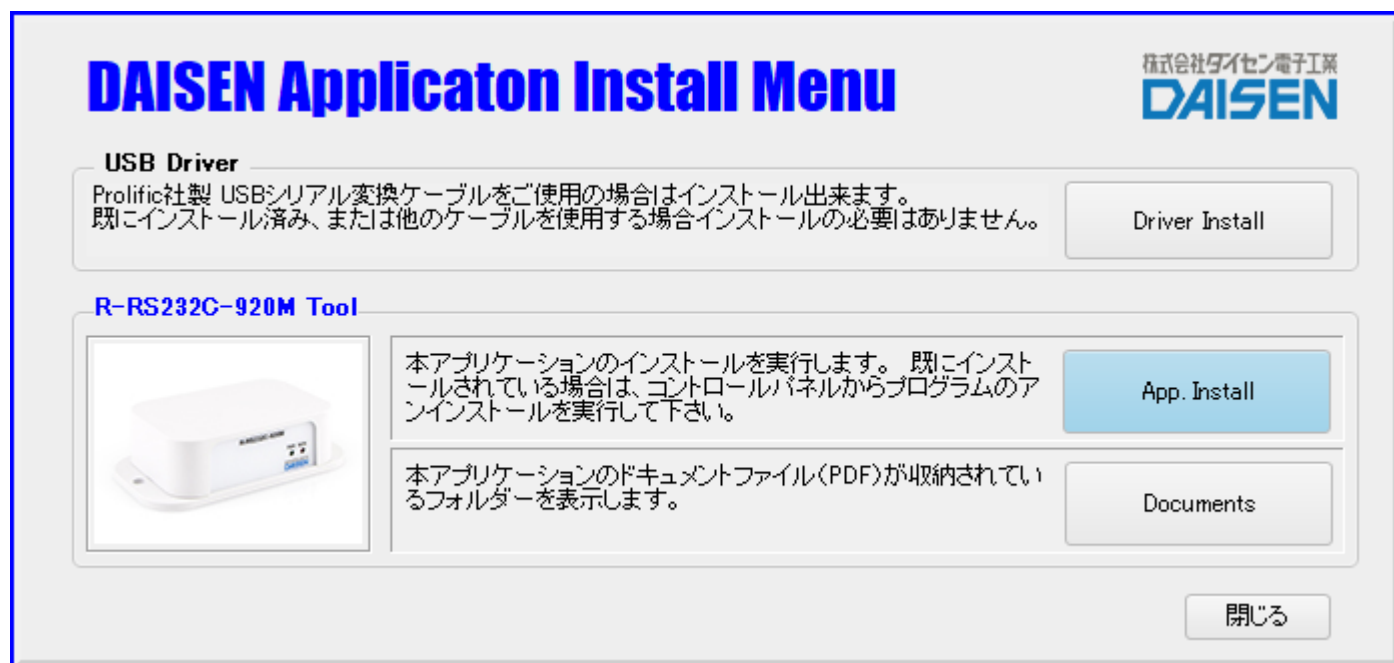 DAISEN Applicaton Install Menu
株式会社ダイセン電子工業
DAISEN
USB Driver
Prolific社製 USBシリアル変換ケーブルをご使用の場合はインストール出来ます。
既にインストール済み、または他のケーブルを使用する場合インストールの必要はありません。
Driver Install
R-RS232C-920M Tool
本アプリケーションのインストールを実行します。 既にインスト
ールされている場合は、コントロールパネルからプログラムのア
ンインストールを実行して下さい。
App. Install
本アプリケーションのドキュメントファイル(PDF)が収納されてい
るフォルダーを表示します。
Documents
閉じる